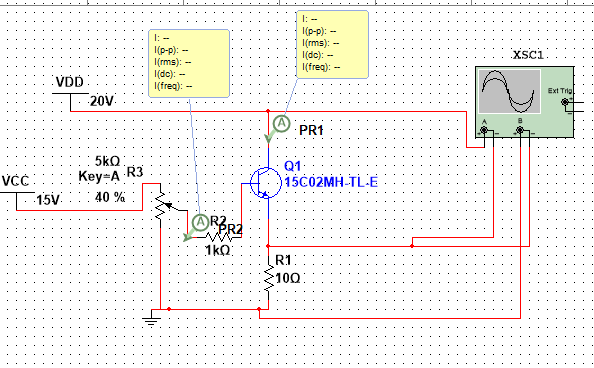 I: --
I(p-p): --
I(rms): --
I(dc): --
I(freq): --
I: --
I(p-p): --
I(rms): --
I(dc): --
I(freq): --
XSC1
Ext Trig
+
-
A
B
+ -
+ -
VDD
20V
A
PR1
5kΩ
Key=A
R3
40 %
VCC
15V
Q1
15C02MH-TL-E
A
R2
PR2
1kΩ
R1
10Ω